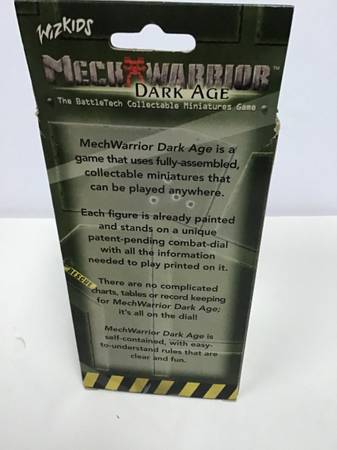 WIZKIDS
MECHWARRIOR™
DARK AGE
The BattleTech Collectable Miniatures Game
MechWarrior Dark Age is a
game that uses fully-assembled,
collectable miniatures that
can be played anywhere.
Each figure is already painted
and stands on a unique
patent-pending combat-dial
with all the information
needed to play printed on it.
RESCUE
There are no complicated
charts, tables or record keeping
for MechWarrior Dark Age;
it's all on the dial!
MechWarrior Dark Age is
self-contained, with easy-
to-understand rules that are
clear and fun.